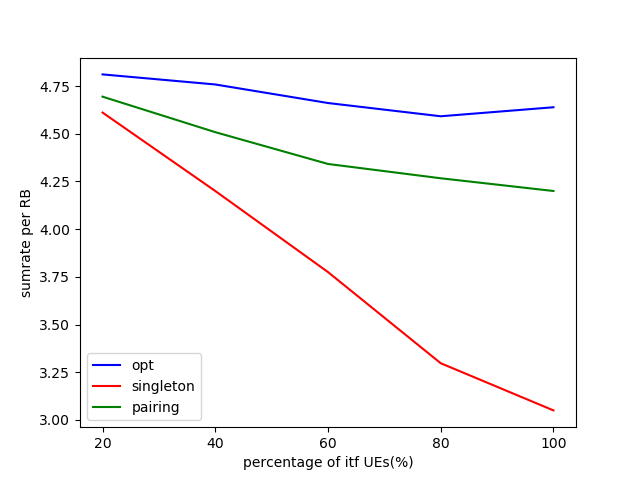 4.75
4.50
4.25
4.00
3.75
3.50
3.25
3.00
sumrate per RB
opt
singleton
pairing
20 40 60 80 100
percentage of itf UEs(%)